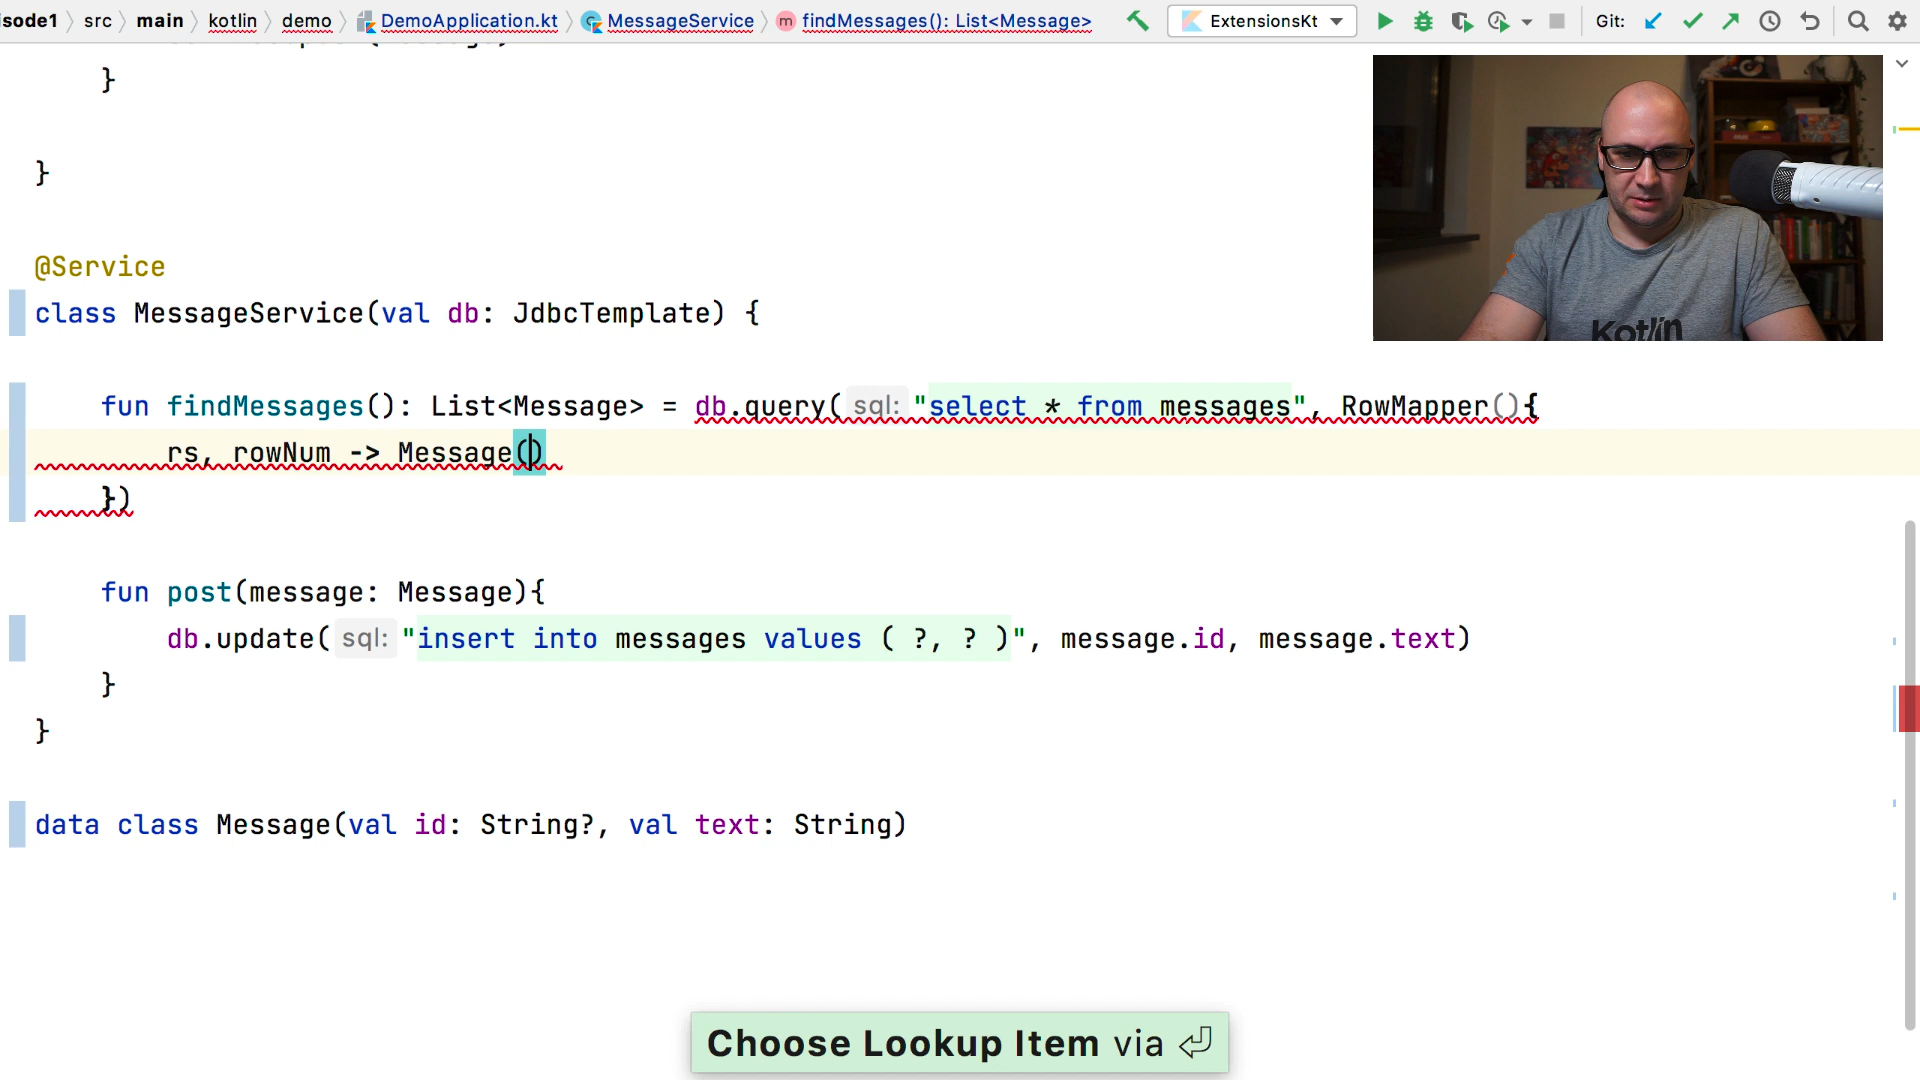 isode1 src main kotlin demo DemoApplication.kt MessageService m findMessages(): List<Message> ExtensionsKt Git:
}
}
@Service
class MessageService(val db: JdbcTemplate) {
fun findMessages(): List<Message> = db.query( sql: "select * from messages", RowMapper(){
rs, rowNum -> Message()
})
fun post(message: Message){
db.update( sql: "insert into messages values ( ?, ? )", message.id, message.text)
}
}
data class Message(val id: String?, val text: String)
Kotlin
Choose Lookup Item via ⏎